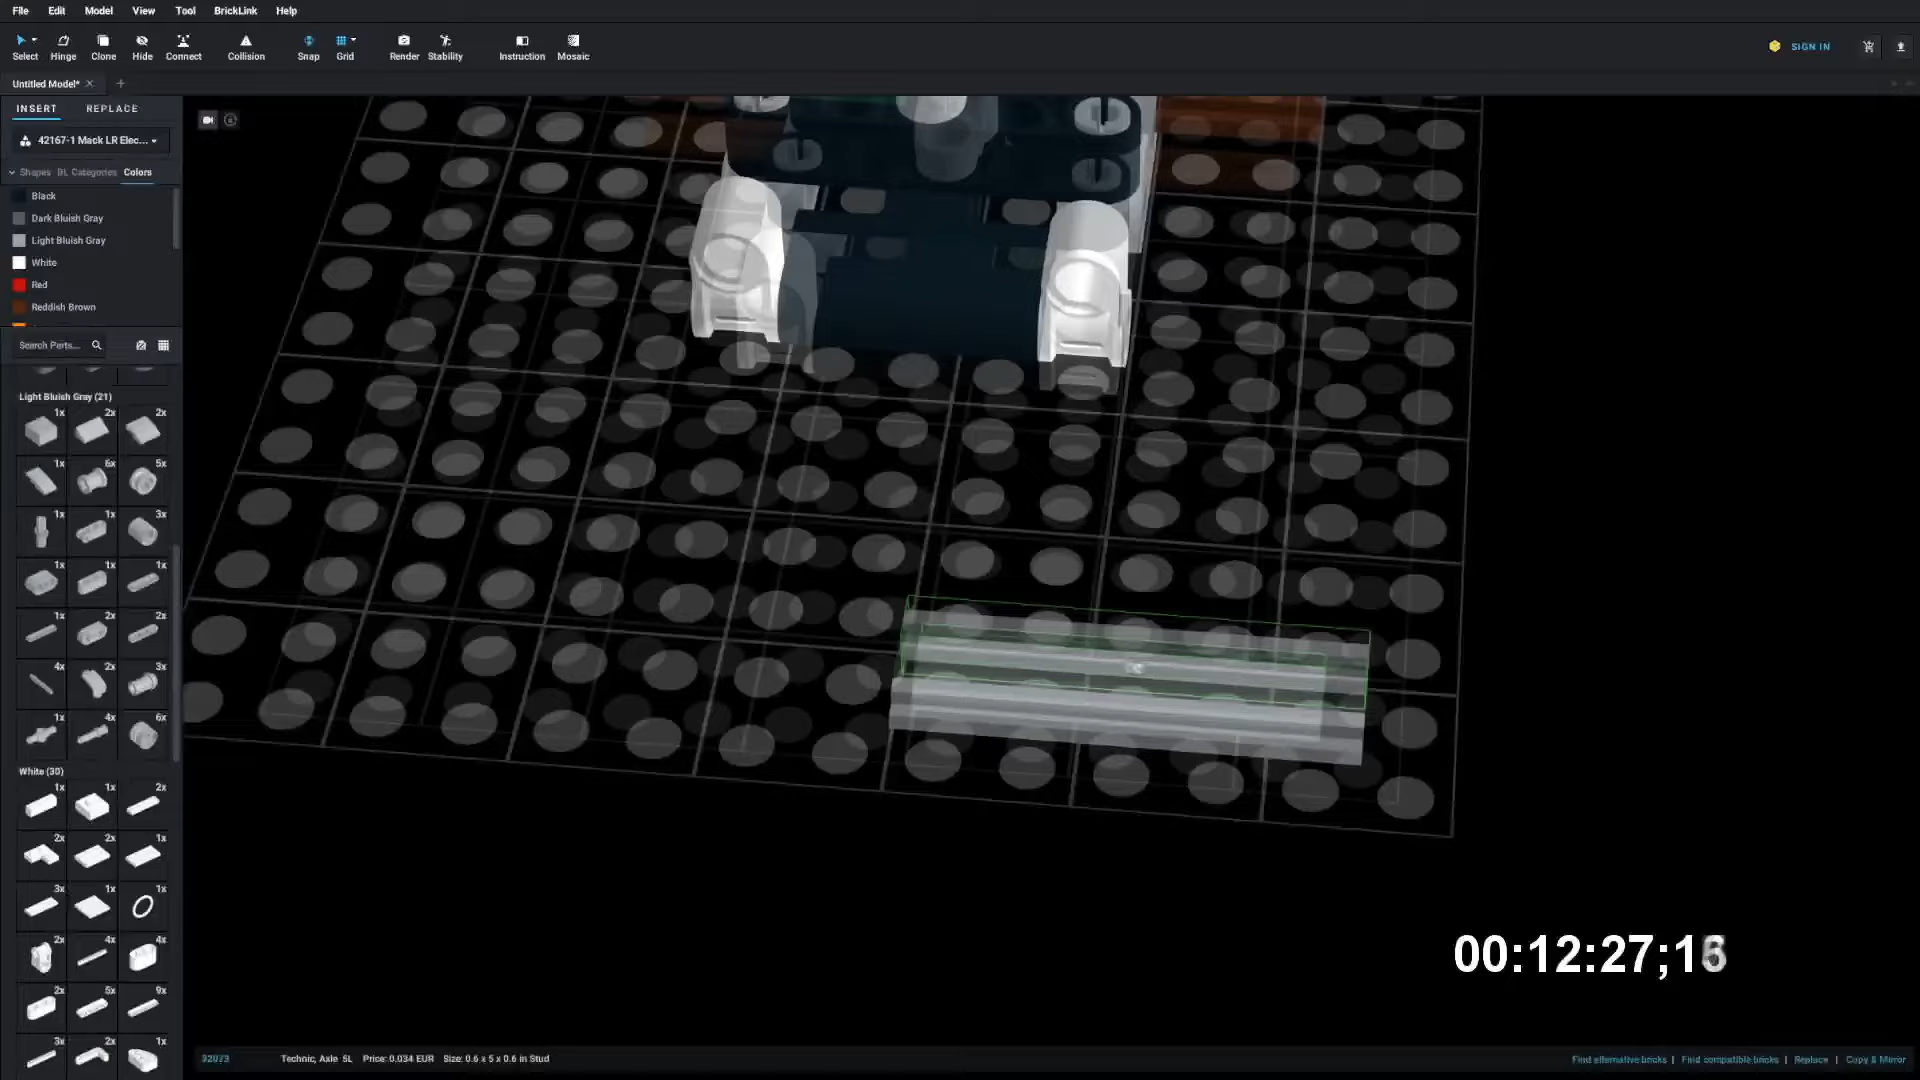 File Edit Model View Tool BrickLink Help
Select Hinge Clone Hide Connect Collision Snap Grid Render Stability Instruction Mosaic
SIGN IN
Untitled Model*
INSERT REPLACE
42167-1 Mack LR Elec...
Shapes BL Categories Colors
Black
Dark Bluish Gray
Light Bluish Gray
White
Red
Reddish Brown
Search Parts...
Light Bluish Gray (21)
1x 2x 2x
1x 6x 5x
1x 1x 3x
1x 1x 1x
1x 2x 2x
4x 2x 3x
1x 4x 6x
White (30)
1x 1x 2x
2x 2x 1x
3x 1x 1x
2x 4x 4x
2x 5x 9x
3x 2x 1x
00:12:27;1
32073 Technic, Axle 5L Price: 0.034 EUR Size: 0.6 x 5 x 0.6 in Stud
Find alternative bricks | Find compatible bricks | Replace | Copy & Mirror